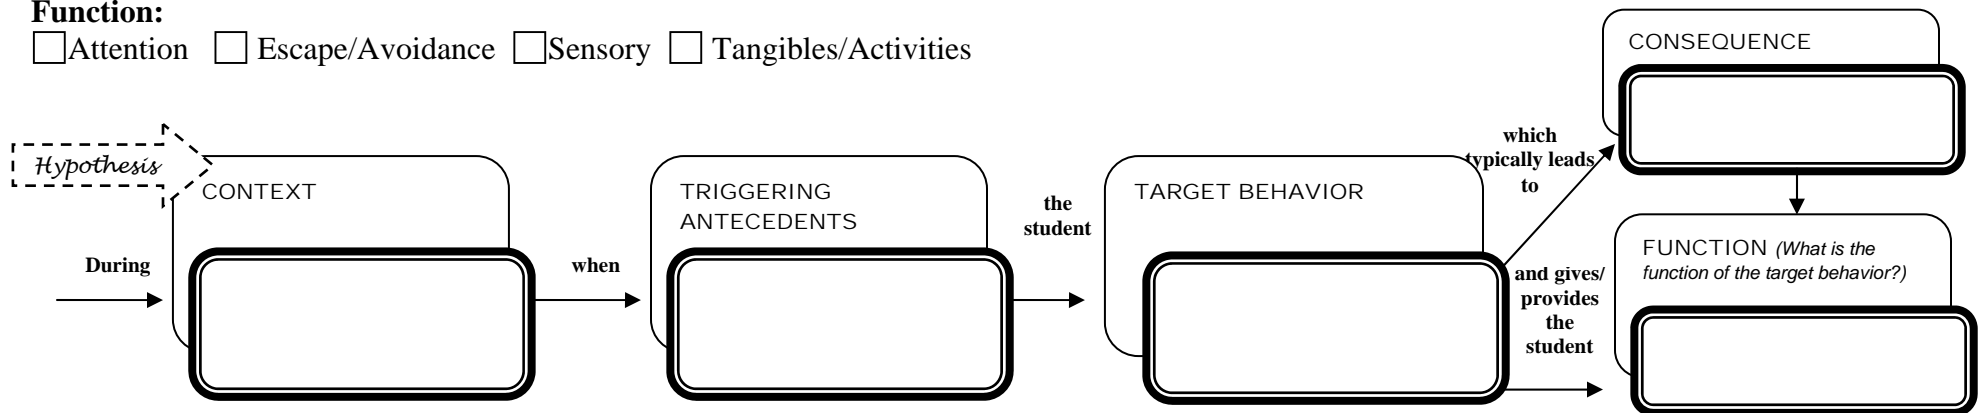 Function:
☐Attention ☐ Escape/Avoidance ☐Sensory ☐ Tangibles/Activities
Hypothesis
During
CONTEXT
when
TRIGGERING
ANTECEDENTS
the
student
TARGET BEHAVIOR
which
typically leads
to
CONSEQUENCE
and gives/
provides
the
student
FUNCTION (What is the
function of the target behavior?)